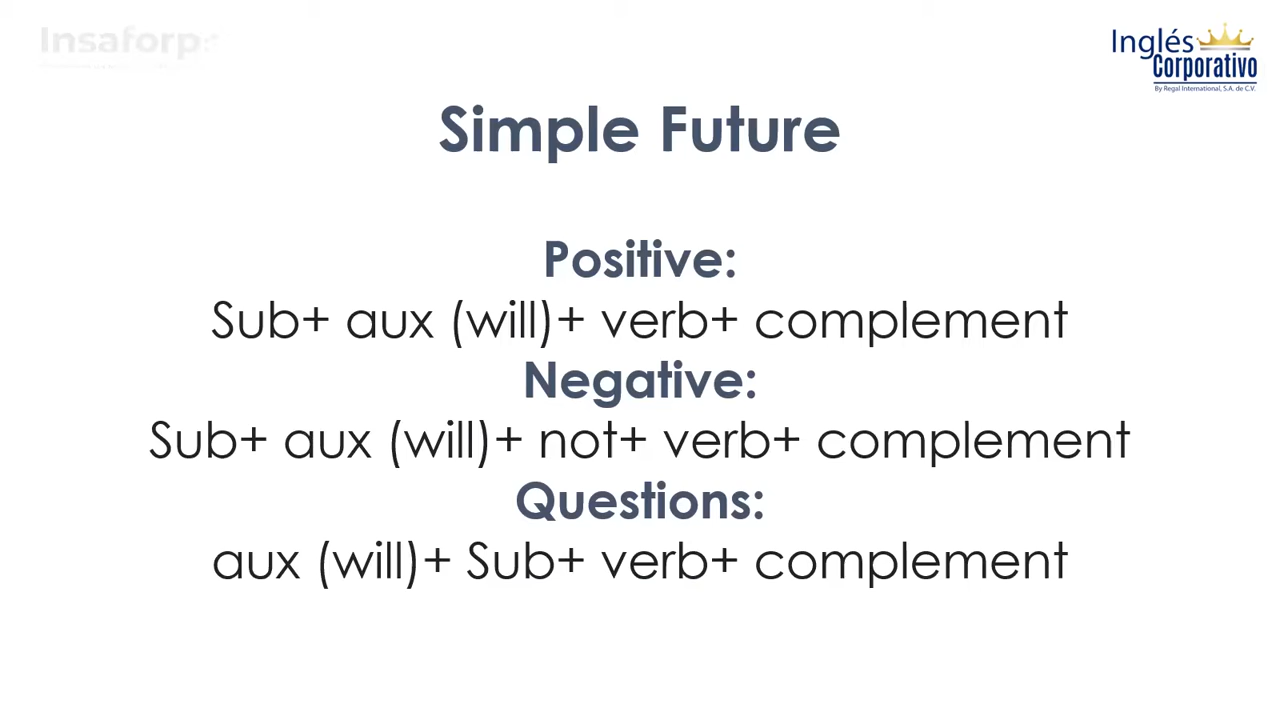 Insaforp
Inglés
Corporativo
By Regal International, S.A. de C.V.
Simple Future
Positive:
Sub+ aux (will)+ verb+ complement
Negative:
Sub+ aux (will)+ not+ verb+ complement
Questions:
aux (will)+ Sub+ verb+ complement